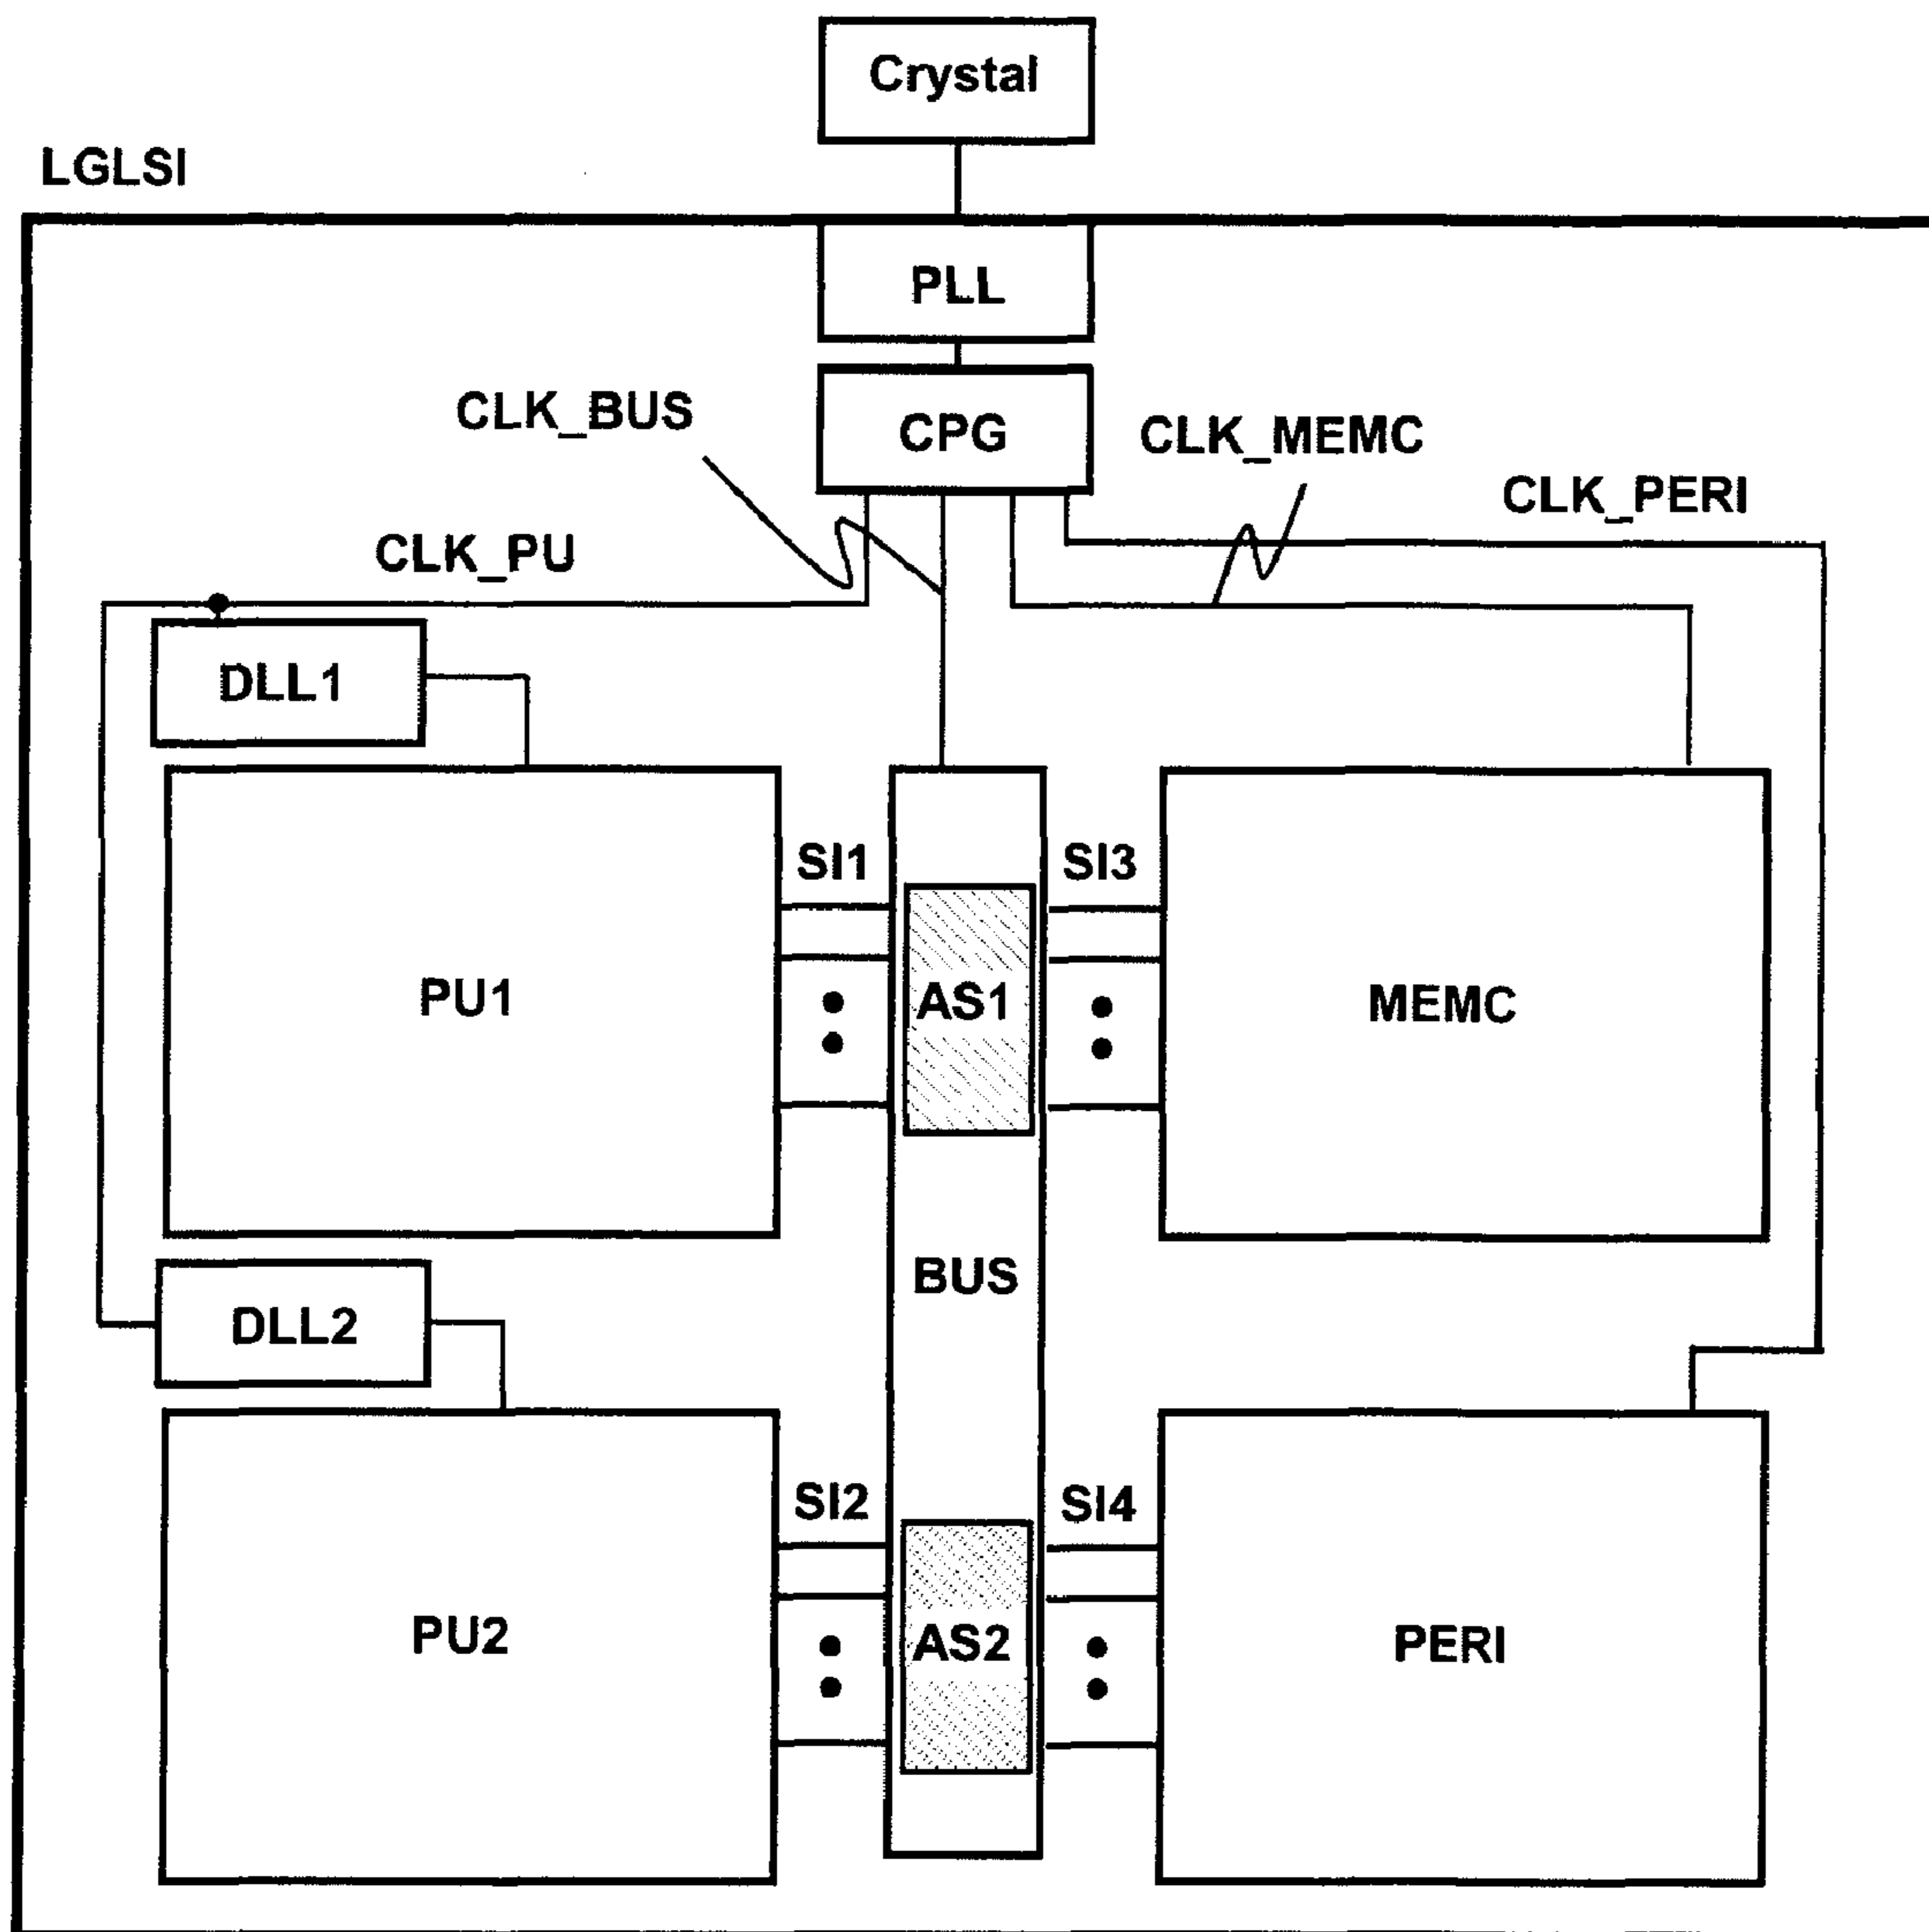 Crystal
LGLSI
PLL
CLK_BUS
CPG
CLK_MEMC
CLK_PERI
CLK_PU
DLL1
SI1
SI3
PU1
AS1
MEMC
BUS
DLL2
SI2
SI4
PU2
AS2
PERI